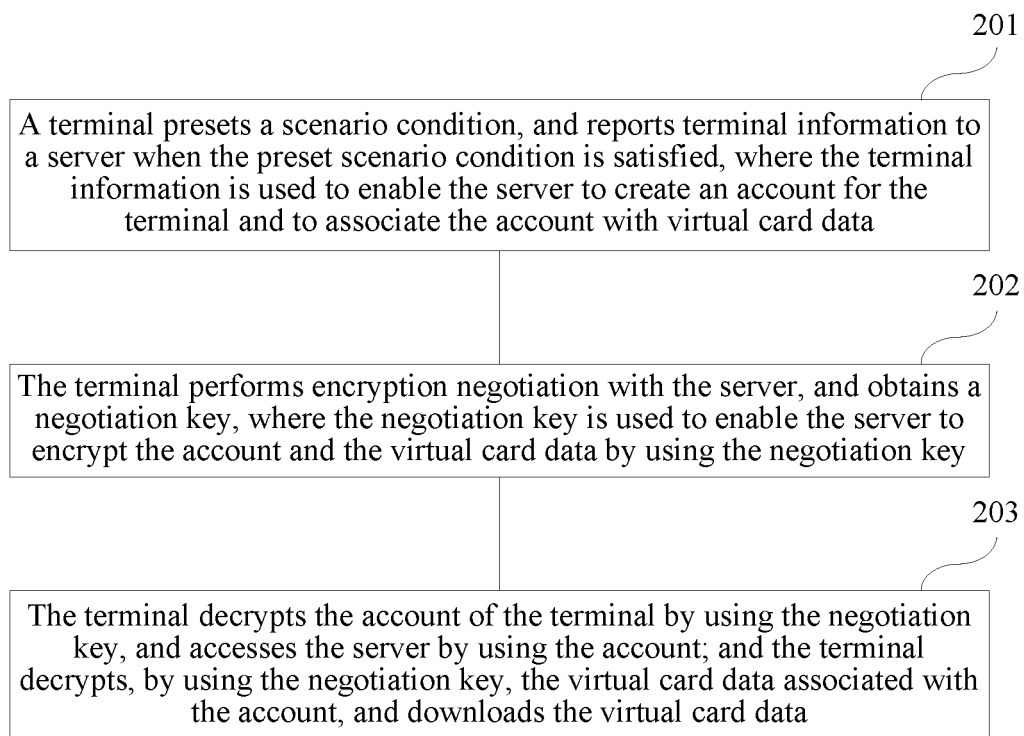 201
A terminal presets a scenario condition, and reports terminal information to
a server when the preset scenario condition is satisfied, where the terminal
information is used to enable the server to create an account for the
terminal and to associate the account with virtual card data
202
The terminal performs encryption negotiation with the server, and obtains a
negotiation key, where the negotiation key is used to enable the server to
encrypt the account and the virtual card data by using the negotiation key
203
The terminal decrypts the account of the terminal by using the negotiation
key, and accesses the server by using the account; and the terminal
decrypts, by using the negotiation key, the virtual card data associated with
the account, and downloads the virtual card data